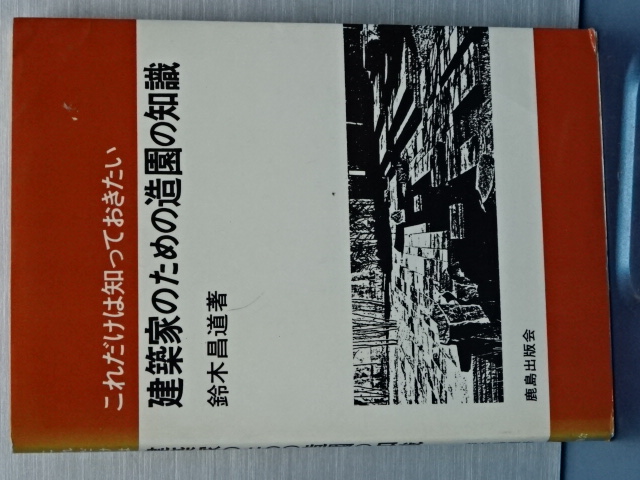 これだけは知っておきたい
建築家のための造園の知識
鈴木昌道著
鹿島出版会